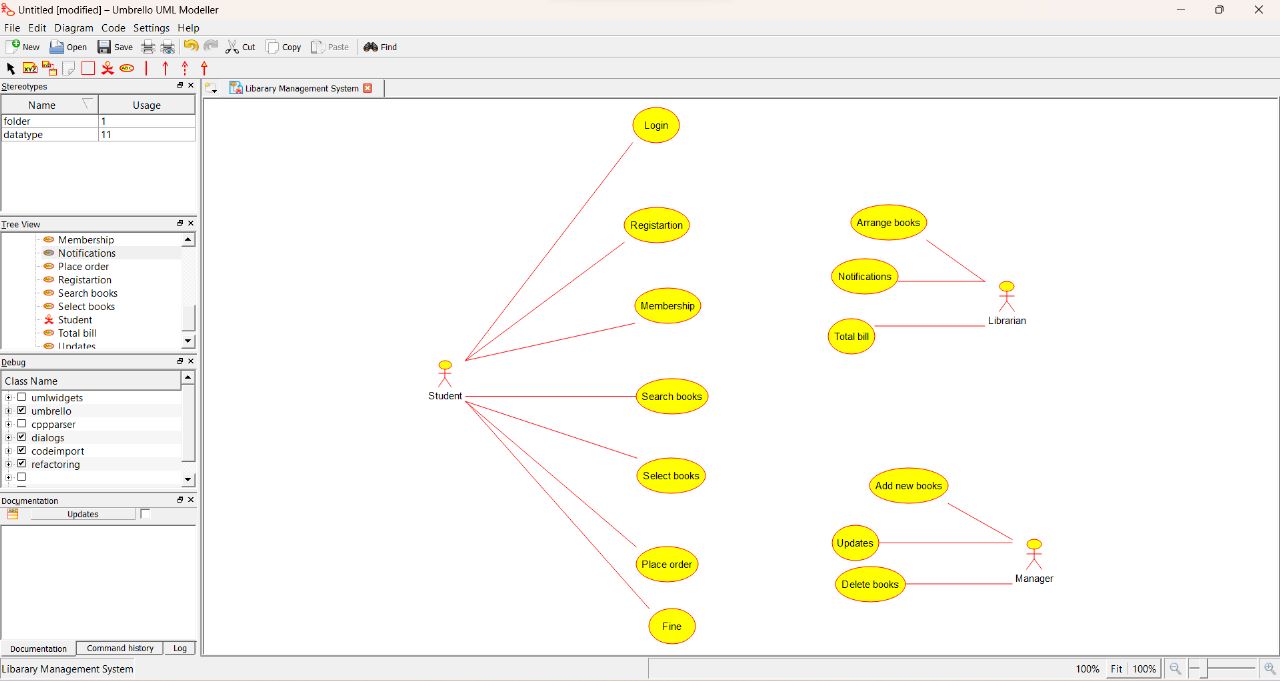 Untitled [modified] – Umbrello UML Modeller
File Edit Diagram Code Settings Help
New Open Save Cut Copy Paste Find
Stereotypes
Libarary Management System
Name Usage
folder 1
datatype 11
Tree View
Membership
Notifications
Place order
Registartion
Search books
Select books
Student
Total bill
Updates
Debug
Class Name
umlwidgets
umbrello
cppparser
dialogs
codeimport
refactoring
Documentation
Updates
Documentation Command history Log
Libarary Management System
100% Fit 100%
Login
Registartion
Membership
Student
Search books
Select books
Place order
Fine
Arrange books
Notifications
Librarian
Total bill
Add new books
Updates
Manager
Delete books